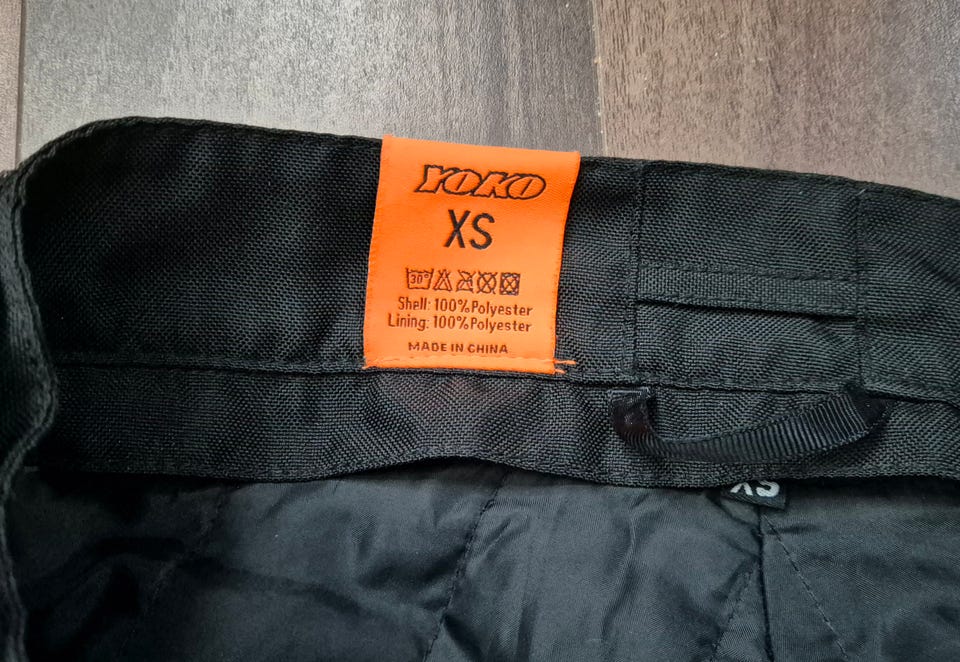 YOKO
XS
30°
Shell: 100%Polyester
Lining: 100%Polyester
MADE IN CHINA
XS